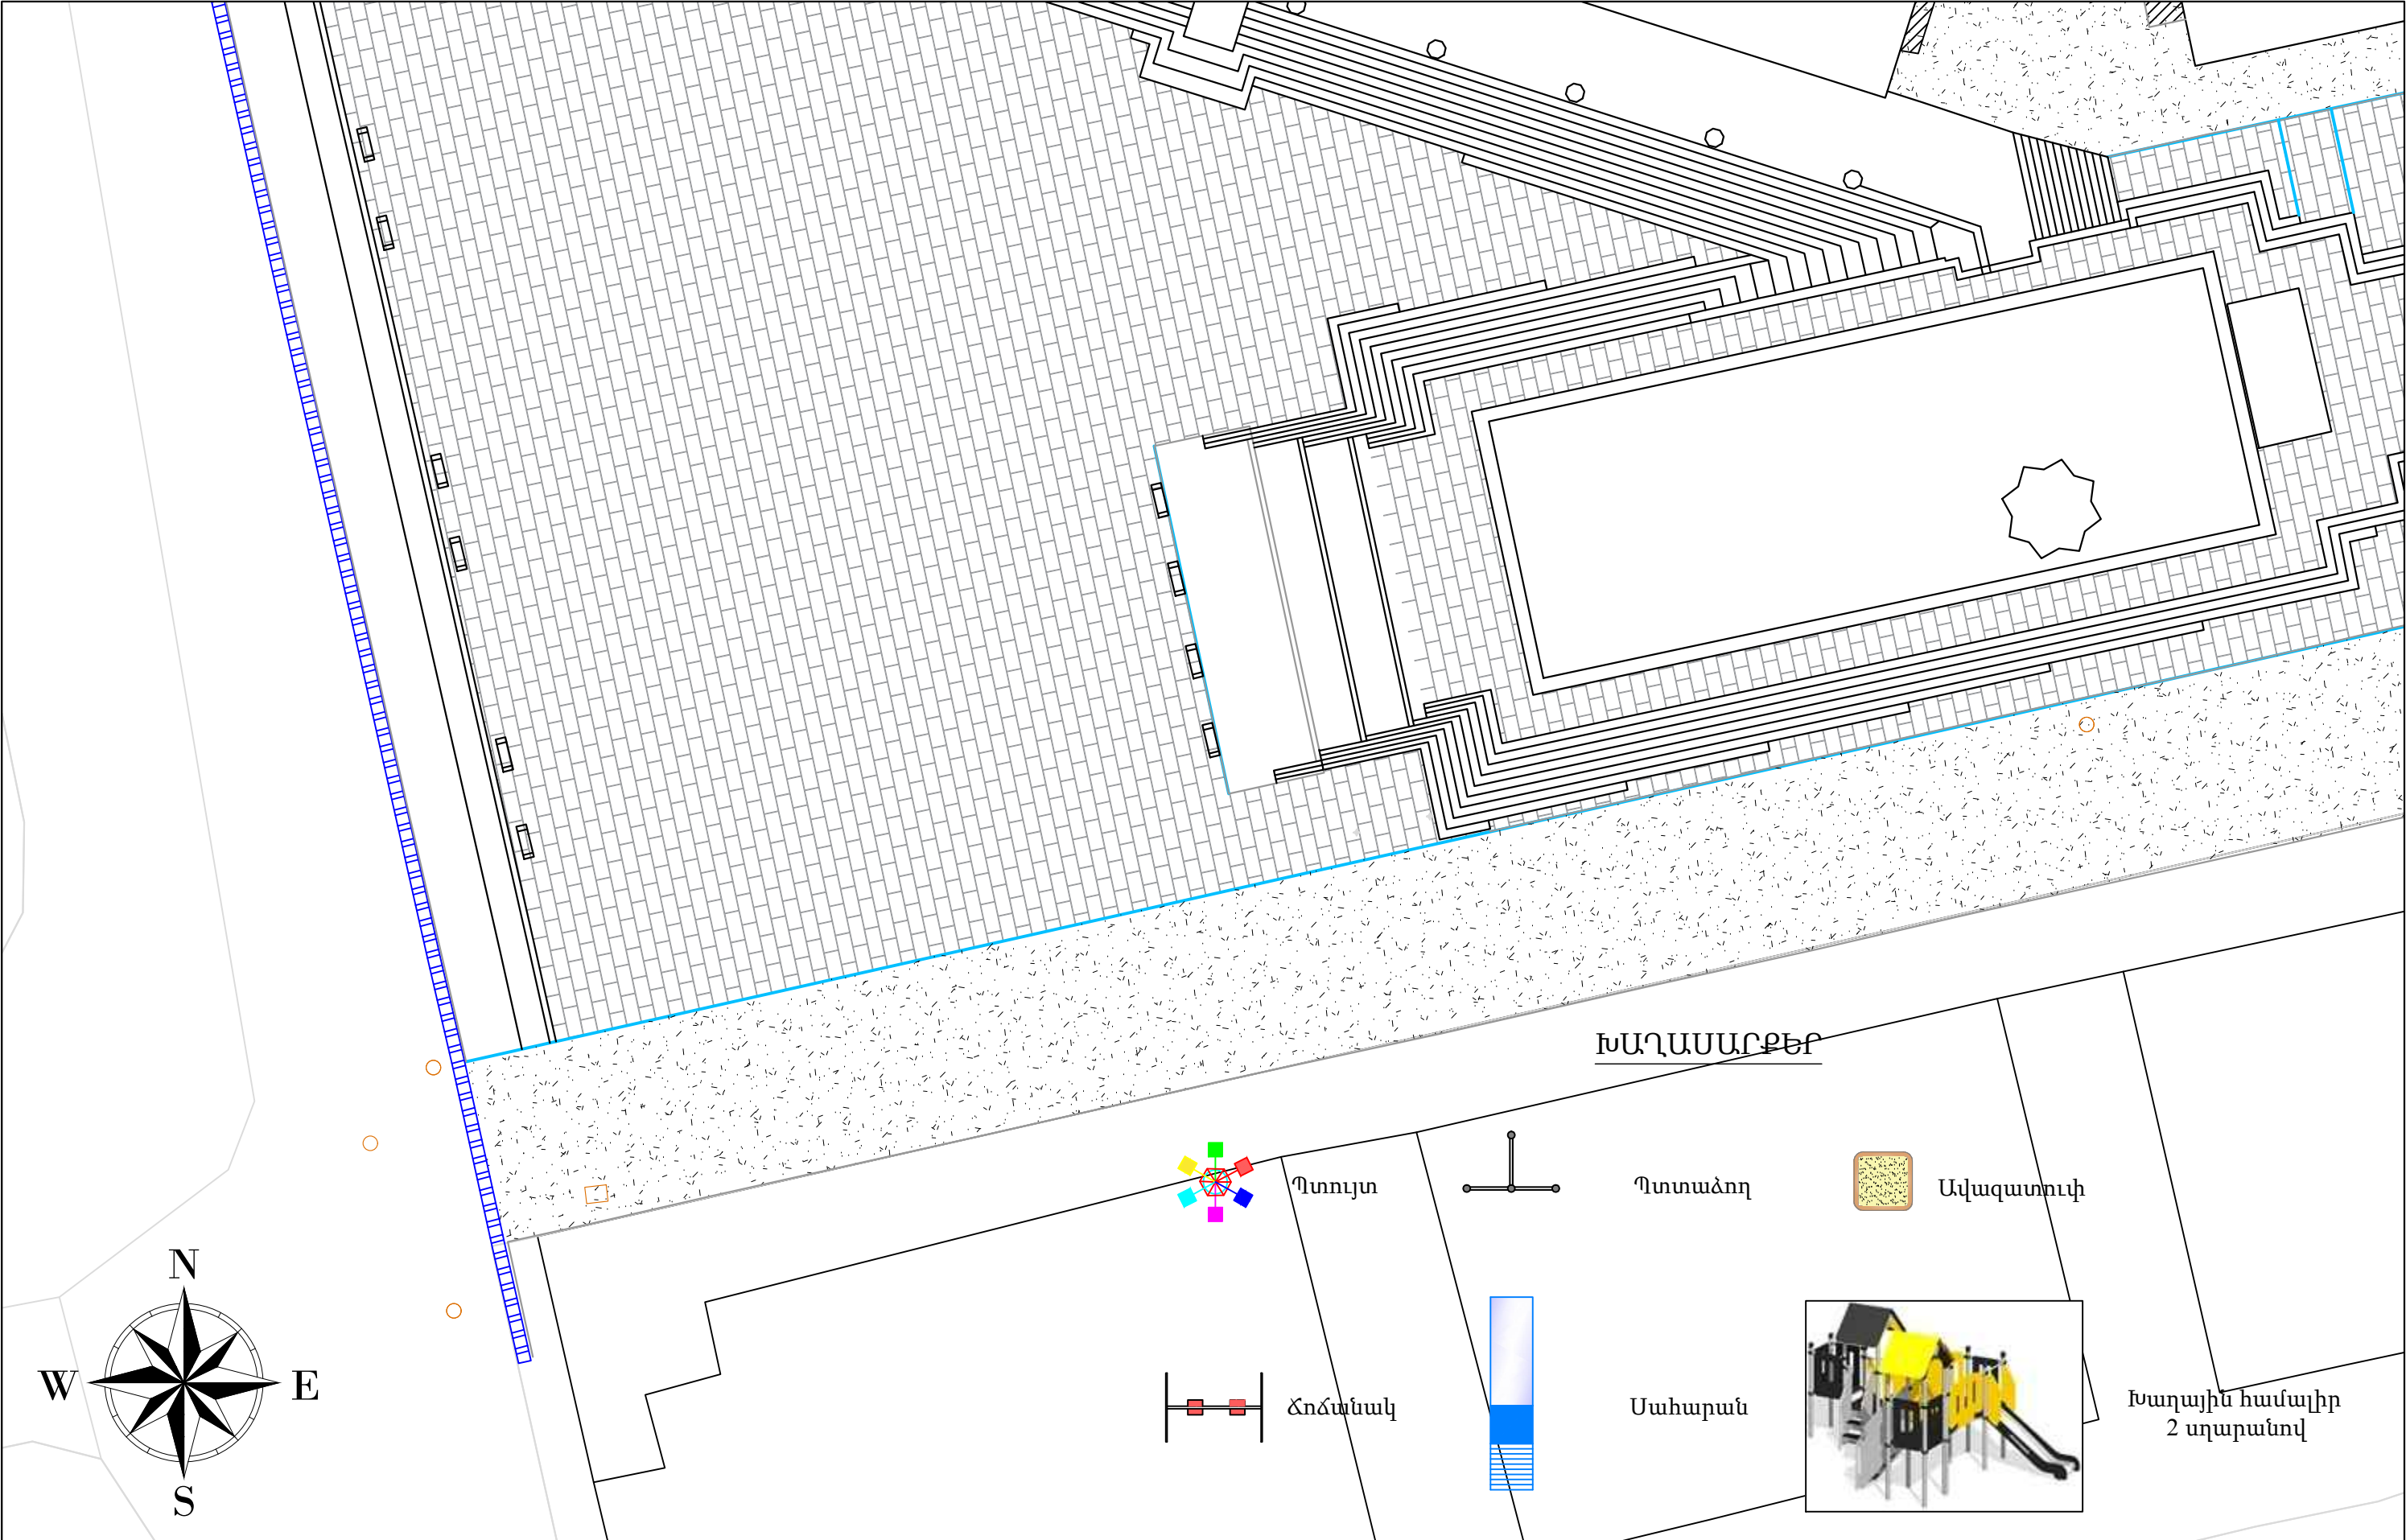 ԽԱՂԱՍԱՐՔԵՐ
Պտույտ
Պտտաձող
Ավազատուփ
N
W
E
S
Ճոճանակ
Սահարան
Խաղային համալիր
2 սղարանով